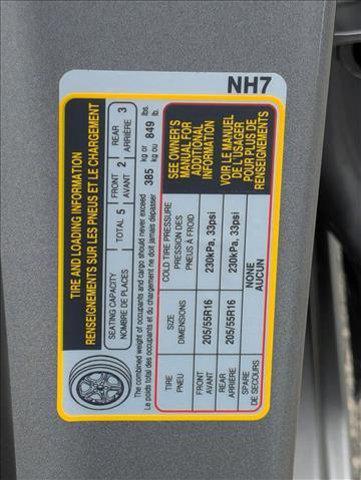 NH7
TIRE AND LOADING INFORMATION
RENSEIGNEMENTS SUR LES PNEUS ET LE CHARGEMENT
SEATING CAPACITY
NOMBRE DE PLACES
TOTAL 5
FRONT
AVANT 2
REAR
ARRIÈRE 3
The combined weight of occupants and cargo should never exceed
Le poids total des occupants et du chargement ne doit jamais dépasser
385 kg or
kg ou
849 lbs.
lb.
TIRE
PNEU
SIZE
DIMENSIONS
COLD TIRE PRESSURE
PRESSION DES
PNEUS À FROID
SEE OWNER'S
MANUAL FOR
ADDITIONAL
INFORMATION
VOIR LE MANUEL
DE L'USAGER
POUR PLUS DE
RENSEIGNEMENTS
FRONT
AVANT
205/55R16
230kPa, 33psi
REAR
ARRIÈRE
205/55R16
230kPa, 33psi
SPARE
DE SECOURS
NONE
AUCUN